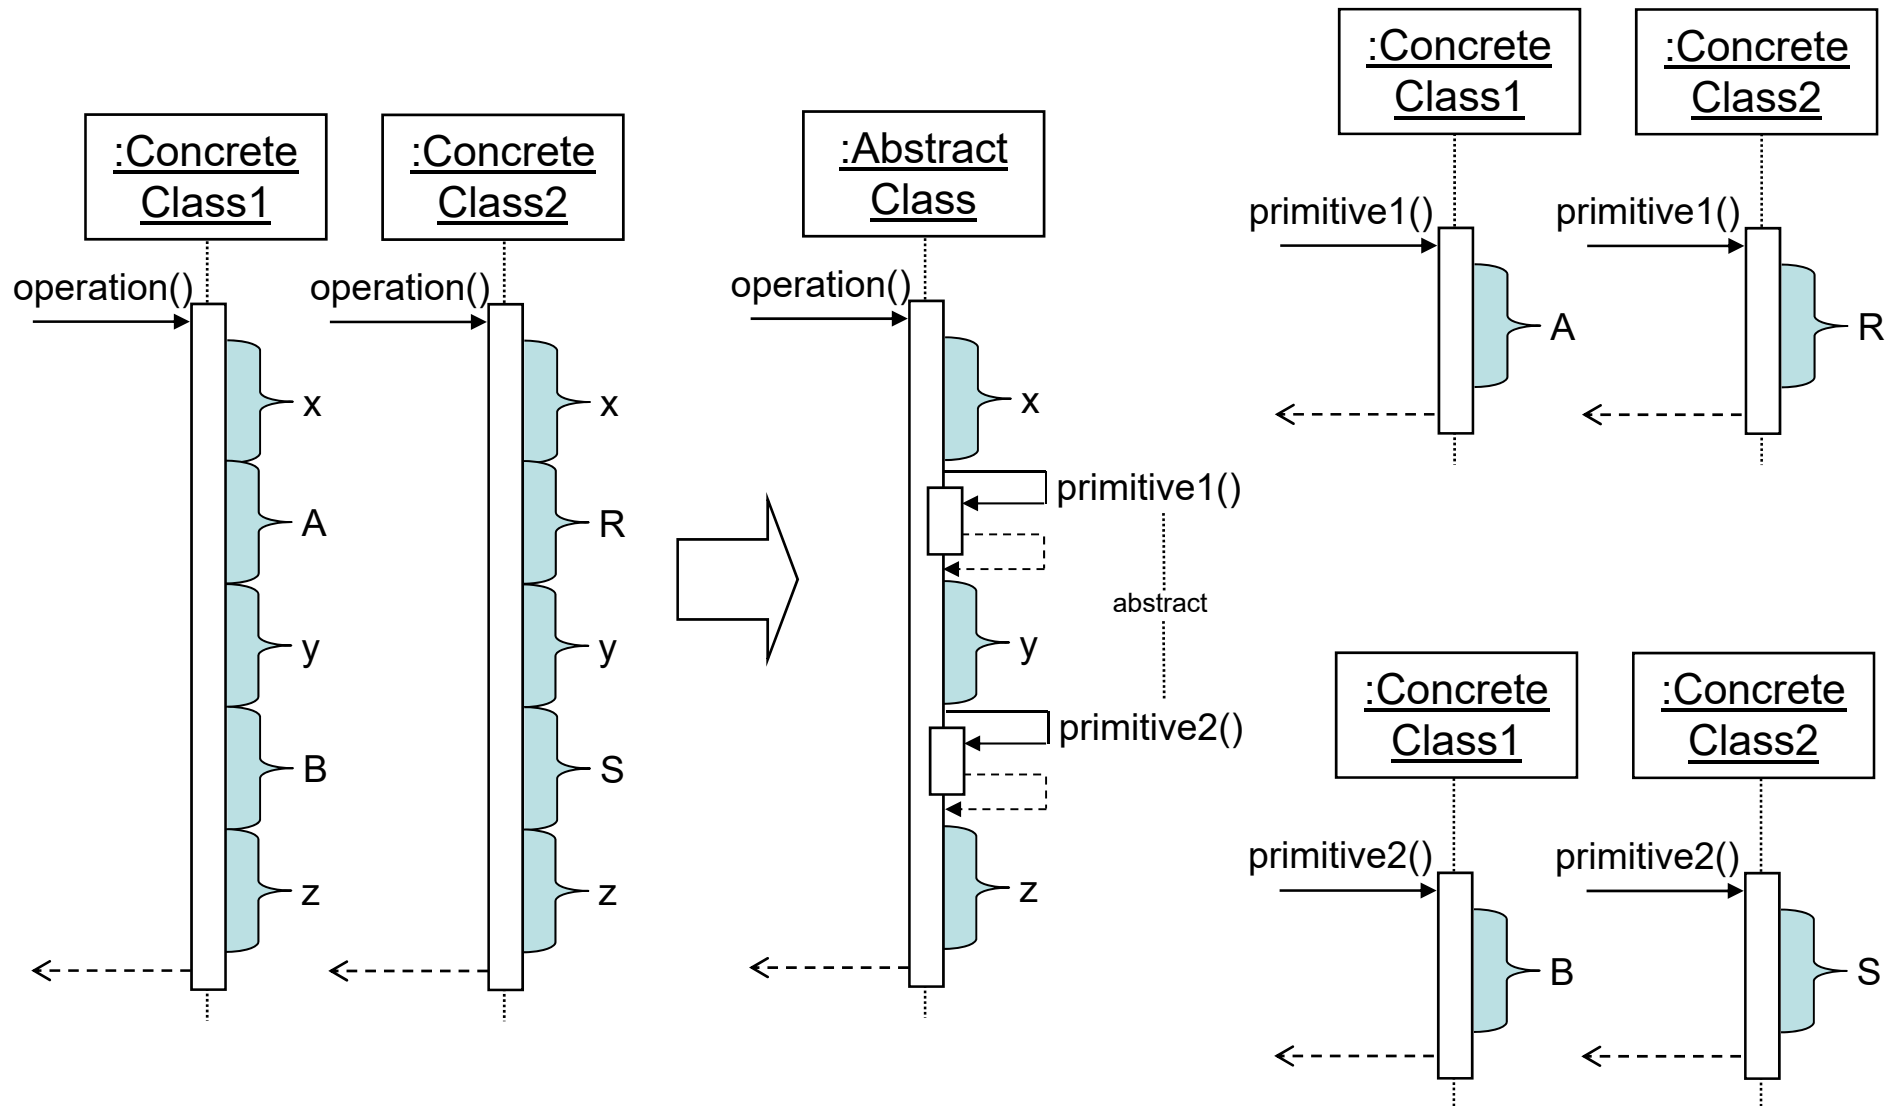 :Concrete
Class1
:Concrete
Class2
operation()
operation()
x
x
A
R
y
y
B
S
z
z
:Abstract
Class
operation()
x
primitive1()
abstract
y
primitive2()
z
:Concrete
Class1
:Concrete
Class2
primitive1()
primitive1()
A
R
:Concrete
Class1
:Concrete
Class2
primitive2()
primitive2()
B
S